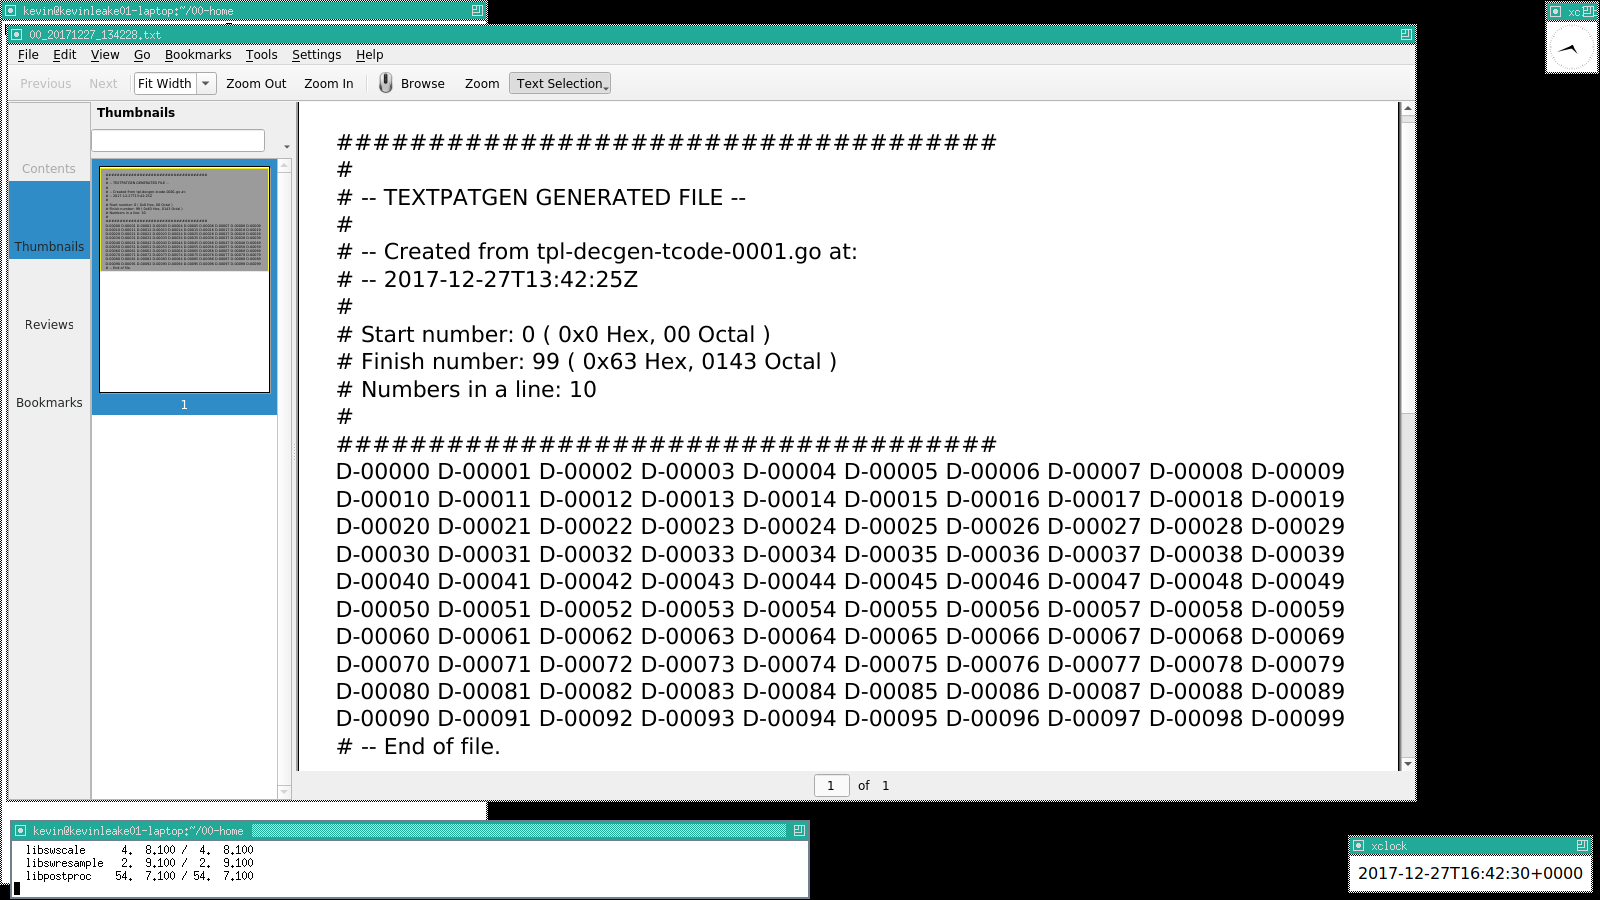 kevin@kevinleake01-laptop:~/00-home
xc
00_20171227_134228.txt
File Edit View Go Bookmarks Tools Settings Help
Previous Next Fit Width Zoom Out Zoom In Browse Zoom Text Selection
Thumbnails
Contents
Thumbnails
Reviews
Bookmarks
1
####################################
#
# -- TEXTPATGEN GENERATED FILE --
#
# -- Created from tpl-decgen-tcode-0001.go at:
# -- 2017-12-27T13:42:25Z
#
# Start number: 0 ( 0x0 Hex, 00 Octal )
# Finish number: 99 ( 0x63 Hex, 0143 Octal )
# Numbers in a line: 10
#
####################################
D-00000 D-00001 D-00002 D-00003 D-00004 D-00005 D-00006 D-00007 D-00008 D-00009
D-00010 D-00011 D-00012 D-00013 D-00014 D-00015 D-00016 D-00017 D-00018 D-00019
D-00020 D-00021 D-00022 D-00023 D-00024 D-00025 D-00026 D-00027 D-00028 D-00029
D-00030 D-00031 D-00032 D-00033 D-00034 D-00035 D-00036 D-00037 D-00038 D-00039
D-00040 D-00041 D-00042 D-00043 D-00044 D-00045 D-00046 D-00047 D-00048 D-00049
D-00050 D-00051 D-00052 D-00053 D-00054 D-00055 D-00056 D-00057 D-00058 D-00059
D-00060 D-00061 D-00062 D-00063 D-00064 D-00065 D-00066 D-00067 D-00068 D-00069
D-00070 D-00071 D-00072 D-00073 D-00074 D-00075 D-00076 D-00077 D-00078 D-00079
D-00080 D-00081 D-00082 D-00083 D-00084 D-00085 D-00086 D-00087 D-00088 D-00089
D-00090 D-00091 D-00092 D-00093 D-00094 D-00095 D-00096 D-00097 D-00098 D-00099
# -- End of file.
1 of 1
kevin@kevinleake01-laptop:~/00-home
libswscale 4. 8.100 / 4. 8.100
libswresample 2. 9.100 / 2. 9.100
libpostproc 54. 7.100 / 54. 7.100
xclock
2017-12-27T16:42:30+0000